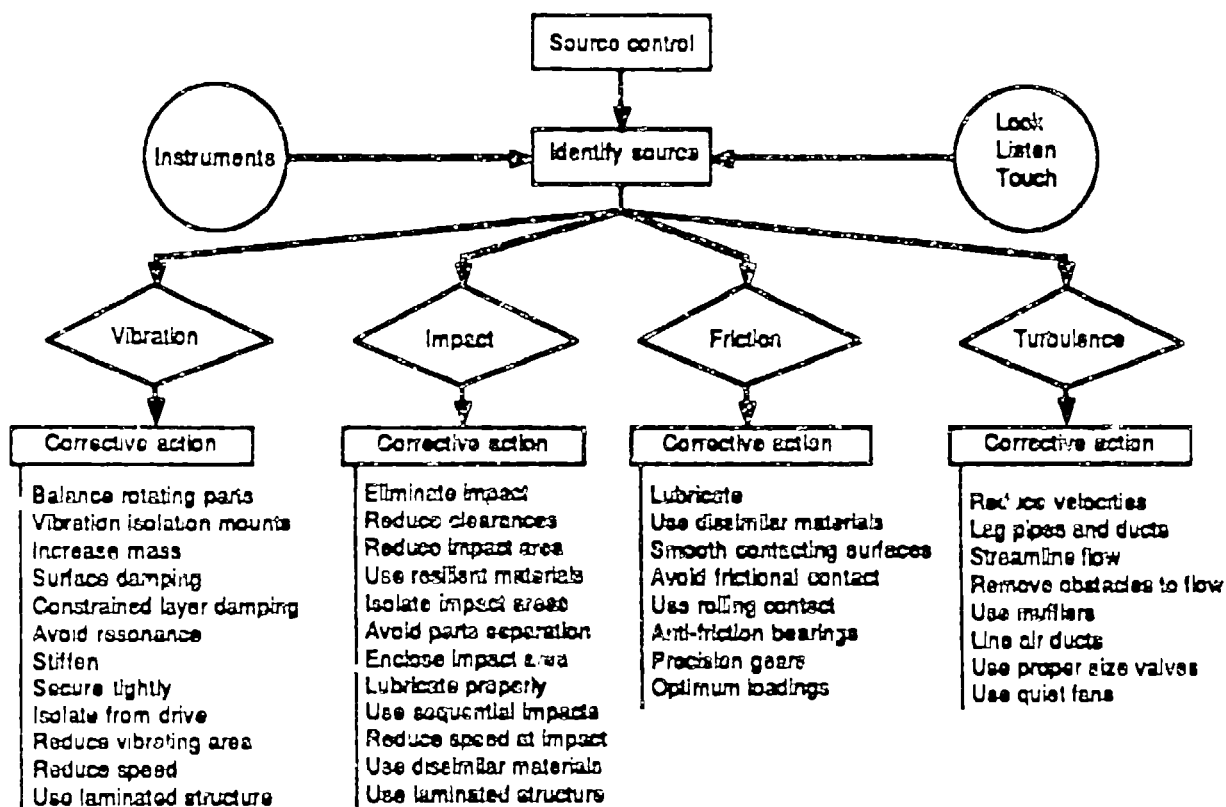 Source control
Instruments
Identify source
Look
Listen
Touch
Vibration
Impact
Friction
Turbulence
Corrective action
Balance rotating parts
Vibration isolation mounts
Increase mass
Surface damping
Constrained layer damping
Avoid resonance
Stiffen
Secure tightly
Isolate from drive
Reduce vibrating area
Reduce speed
Use laminated structure
Corrective action
Eliminate impact
Reduce clearances
Reduce impact area
Use resilient materials
Isolate impact areas
Avoid parts separation
Enclose impact area
Lubricate properly
Use sequential impacts
Reduce speed at impact
Use dissimilar materials
Use laminated structure
Corrective action
Lubricate
Use dissimilar materials
Smooth contacting surfaces
Avoid frictional contact
Use rolling contact
Anti-friction bearings
Precision gears
Optimum loadings
Corrective action
Reduce velocities
Lag pipes and ducts
Streamline flow
Remove obstacles to flow
Use mufflers
Line air ducts
Use proper size valves
Use quiet fans